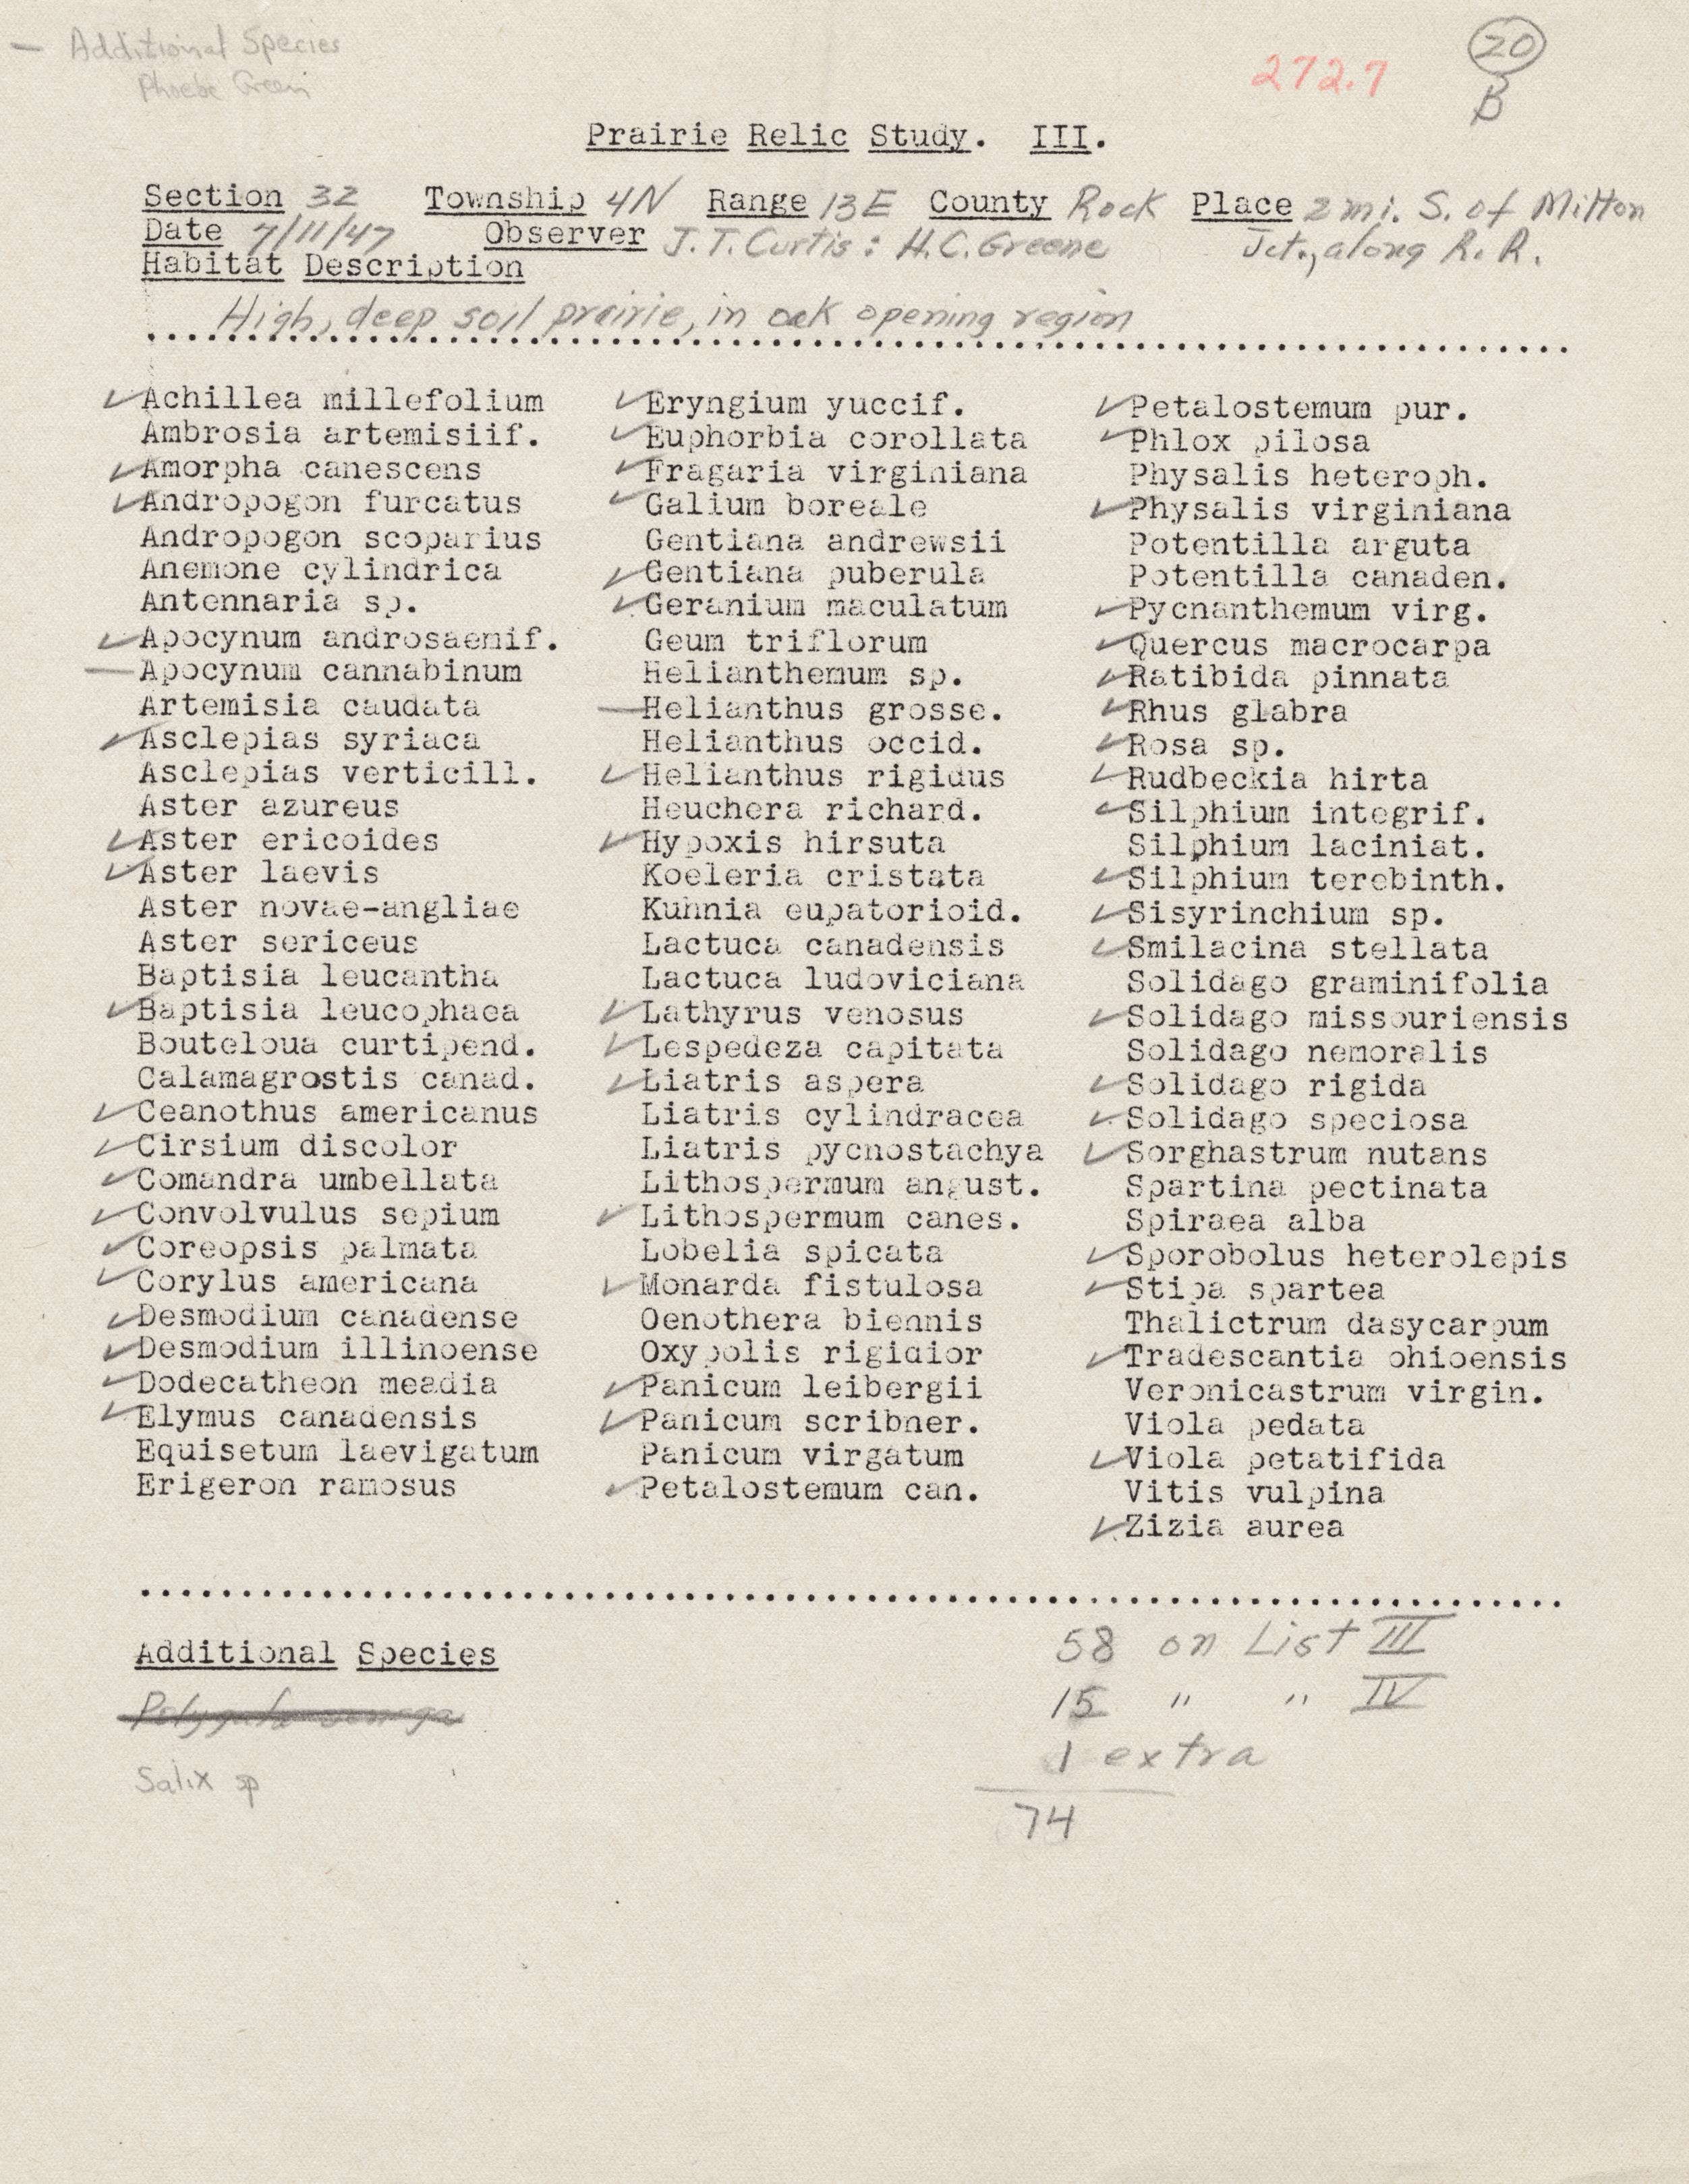 — Additional Species
Phoebe Green
272.7
20
B
Prairie Relic Study. III.
Section 32 Township 4N Range 13E County Rock Place 2 mi. S. of Milton
Date 7/11/47 Observer J.T. Curtis: H.C. Greene Jct., along R.R.
Habitat Description
High, deep soil prairie, in oak opening region
✓Achillea millefolium
Ambrosia artemisiif.
✓Amorpha canescens
✓Andropogon furcatus
Andropogon scoparius
Anemone cylindrica
Antennaria sp.
✓Apocynum androsaemif.
—Apocynum cannabinum
Artemisia caudata
✓Asclepias syriaca
Asclepias verticill.
Aster azureus
✓Aster ericoides
✓Aster laevis
Aster novae-angliae
Aster sericeus
Baptisia leucantha
✓Baptisia leucophaea
Bouteloua curtipend.
Calamagrostis canad.
✓Ceanothus americanus
✓Cirsium discolor
✓Comandra umbellata
✓Convolvulus sepium
✓Coreopsis palmata
✓Corylus americana
✓Desmodium canadense
✓Desmodium illinoense
✓Dodecatheon meadia
✓Elymus canadensis
Equisetum laevigatum
Erigeron ramosus
✓Eryngium yuccif.
✓Euphorbia corollata
✓Fragaria virginiana
✓Galium boreale
Gentiana andrewsii
✓Gentiana puberula
✓Geranium maculatum
Geum triflorum
Helianthemum sp.
—Helianthus grosse.
Helianthus occid.
✓Helianthus rigidus
Heuchera richard.
✓Hypoxis hirsuta
Koeleria cristata
Kuhnia eupatorioid.
Lactuca canadensis
Lactuca ludoviciana
✓Lathyrus venosus
✓Lespedeza capitata
✓Liatris aspera
Liatris cylindracea
Liatris pycnostachya
Lithospermum angust.
✓Lithospermum canes.
Lobelia spicata
✓Monarda fistulosa
Oenothera biennis
Oxypolis rigidior
✓Panicum leibergii
✓Panicum scribner.
Panicum virgatum
✓Petalostemum can.
✓Petalostemum pur.
✓Phlox pilosa
Physalis heteroph.
✓Physalis virginiana
Potentilla arguta
Potentilla canaden.
✓Pycnanthemum virg.
✓Quercus macrocarpa
✓Ratibida pinnata
✓Rhus glabra
✓Rosa sp.
✓Rudbeckia hirta
✓Silphium integrif.
Silphium laciniat.
✓Silphium terebinth.
✓Sisyrinchium sp.
✓Smilacina stellata
Solidago graminifolia
✓Solidago missouriensis
Solidago nemoralis
✓Solidago rigida
✓Solidago speciosa
✓Sorghastrum nutans
Spartina pectinata
Spiraea alba
✓Sporobolus heterolepis
✓Stipa spartea
Thalictrum dasycarpum
✓Tradescantia ohioensis
Veronicastrum virgin.
Viola pedata
✓Viola petatifida
Vitis vulpina
✓Zizia aurea
Additional Species
Polygala senega
Salix sp
58 on List III
15 " " IV
1 extra
74